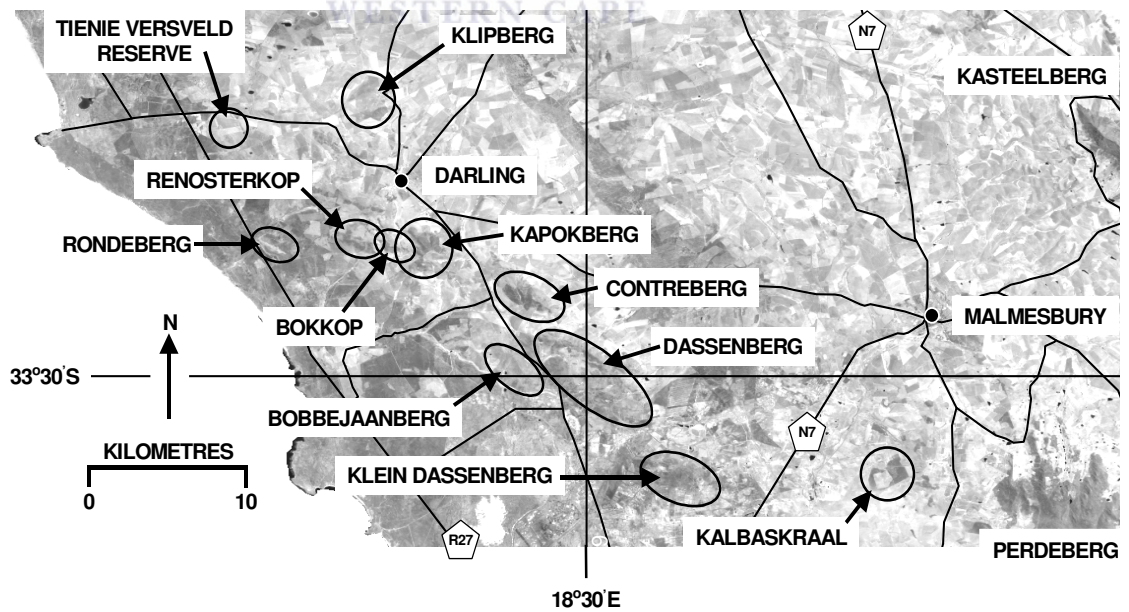 WESTERN CAPE
TIENIE VERSVELD
RESERVE
KLIPBERG
N7
KASTEELBERG
RENOSTERKOP
DARLING
RONDEBERG
KAPOKBERG
BOKKOP
CONTREBERG
N
MALMESBURY
DASSENBERG
33°30'S
BOBBEJAANBERG
N7
KILOMETRES
0 10
KLEIN DASSENBERG
KALBASKRAAL
R27
PERDEBERG
18°30'E